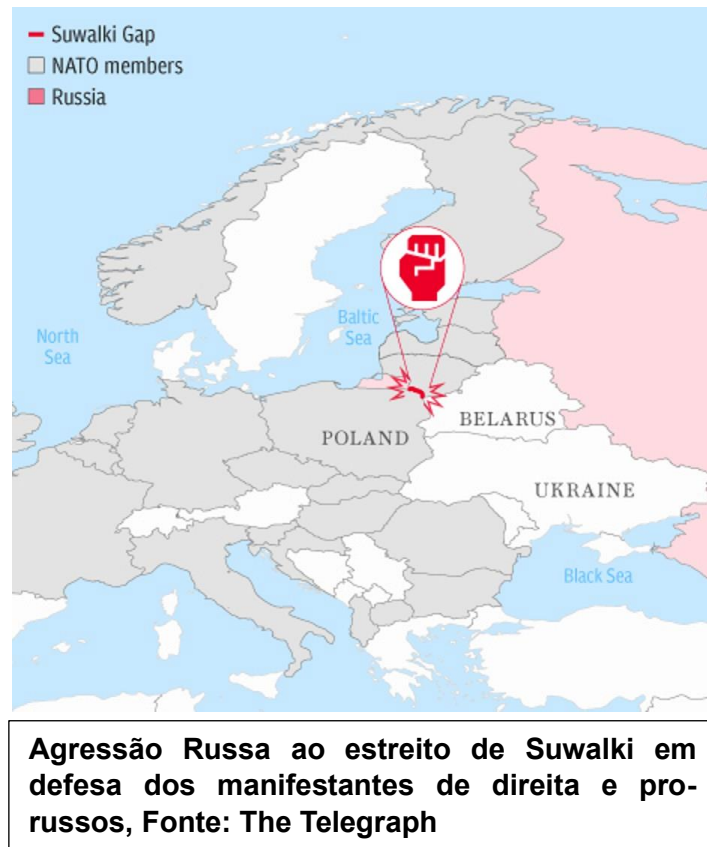 Suwalki Gap
NATO members
Russia
North
Sea
Baltic
Sea
POLAND
BELARUS
UKRAINE
Black Sea
Agressão Russa ao estreito de Suwalki em
defesa dos manifestantes de direita e pro-
russos, Fonte: The Telegraph